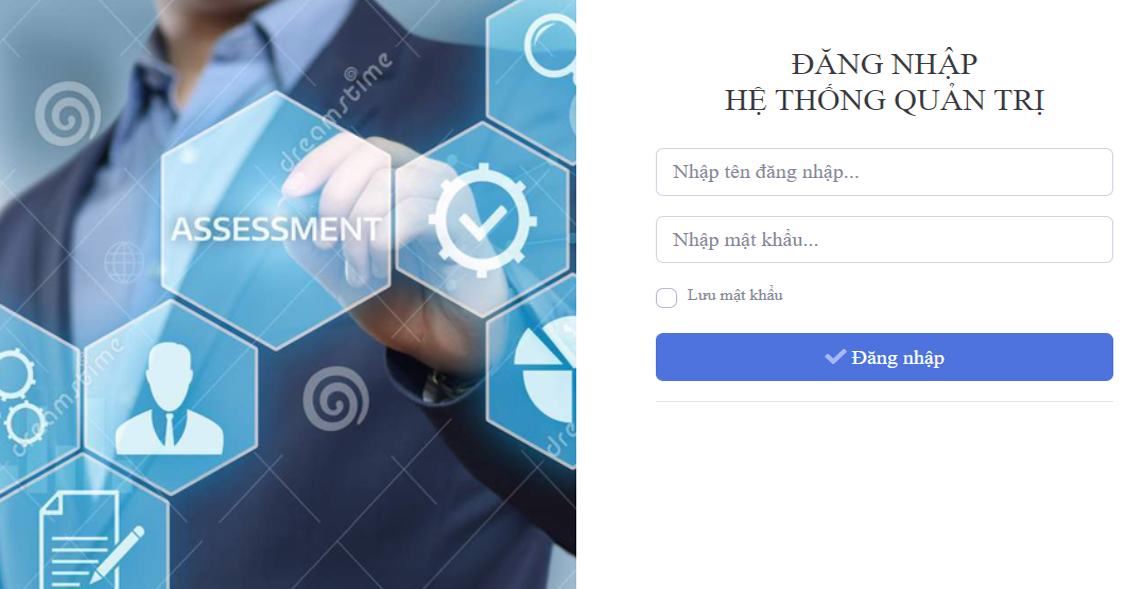 dreamstime
ASSESSMENT
dreamstime
ĐĂNG NHẬP
HỆ THỐNG QUẢN TRỊ
Nhập tên đăng nhập...
Nhập mật khẩu...
Lưu mật khẩu
Đăng nhập